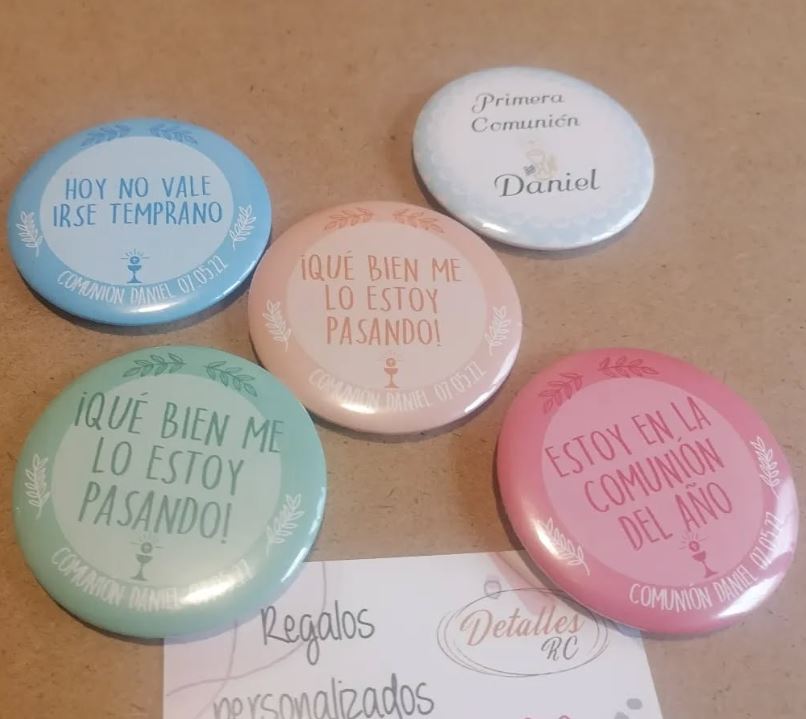 Primera
Comunión
Daniel
HOY NO VALE
IRSE TEMPRANO
COMUNIÓN DANIEL 07.05.22
¡QUÉ BIEN ME
LO ESTOY
PASANDO!
COMUNIÓN DANIEL 07.05.22
¡QUÉ BIEN ME
LO ESTOY
PASANDO!
COMUNIÓN DANIEL
ESTOY EN LA
COMUNIÓN
DEL AÑO
COMUNIÓN DANIEL 07.05.22
Regalos
personalizados
Detalles
RC